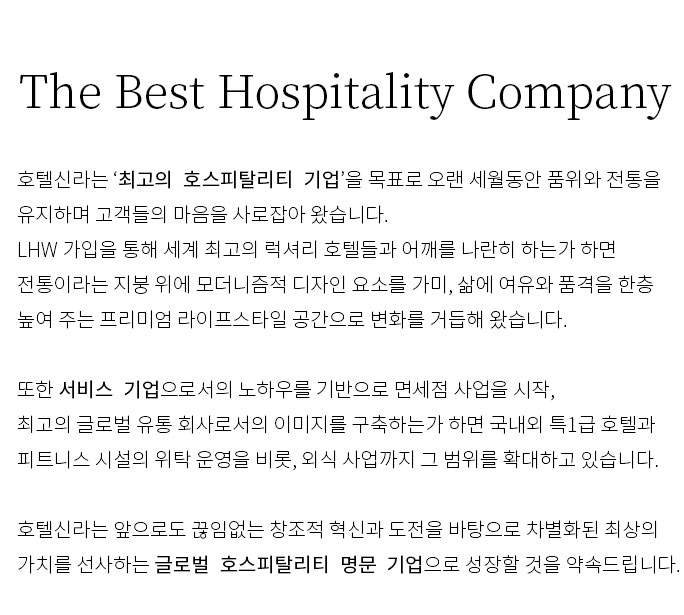 The Best Hospitality Company
호텔신라는 ‘최고의 호스피탈리티 기업’을 목표로 오랜 세월동안 품위와 전통을
유지하며 고객들의 마음을 사로잡아 왔습니다.
LHW 가입을 통해 세계 최고의 럭셔리 호텔들과 어깨를 나란히 하는가 하면
전통이라는 지붕 위에 모더니즘적 디자인 요소를 가미, 삶에 여유와 품격을 한층
높여 주는 프리미엄 라이프스타일 공간으로 변화를 거듭해 왔습니다.
또한 서비스 기업으로서의 노하우를 기반으로 면세점 사업을 시작,
최고의 글로벌 유통 회사로서의 이미지를 구축하는가 하면 국내외 특1급 호텔과
피트니스 시설의 위탁 운영을 비롯, 외식 사업까지 그 범위를 확대하고 있습니다.
호텔신라는 앞으로도 끊임없는 창조적 혁신과 도전을 바탕으로 차별화된 최상의
가치를 선사하는 글로벌 호스피탈리티 명문 기업으로 성장할 것을 약속드립니다.